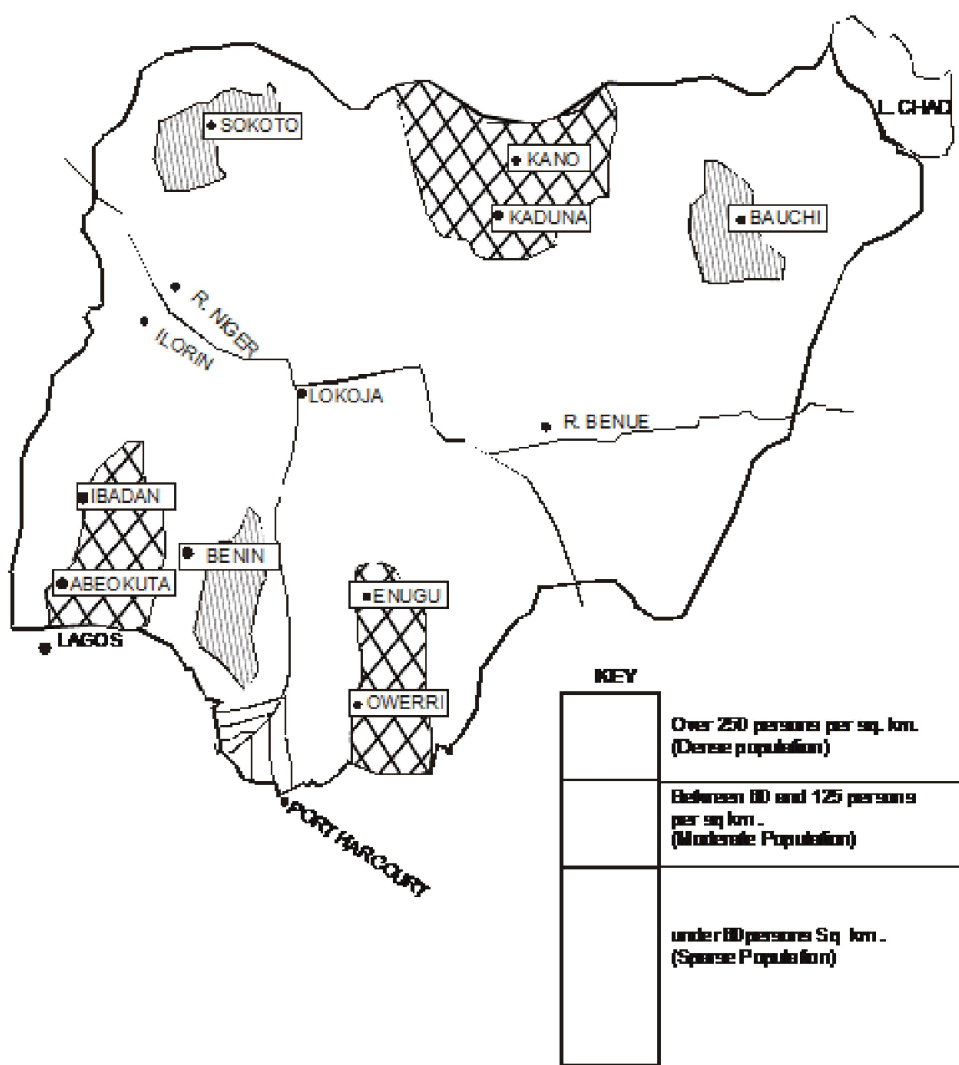 L. CHAD
SOKOTO
KANO
KADUNA
BAUCHI
R. NIGER
ILORIN
LOKOJA
R. BENUE
IBADAN
BENIN
ABEOKUTA
ENUGU
LAGOS
OWERRI
PORT HARCOURT
KEY
Over 250 persons per sq. km.
(Dense population)
Between 60 and 125 persons
per sq km.
(Moderate Population)
under 60 persons Sq. km.
(Sparse Population)